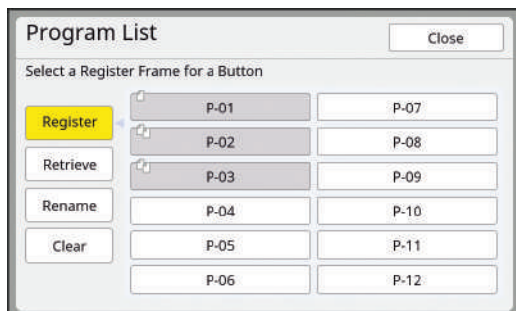 Program List
Close
Select a Register Frame for a Button
Register
Retrieve
Rename
Clear
P-01
P-02
P-03
P-04
P-05
P-06
P-07
P-08
P-09
P-10
P-11
P-12